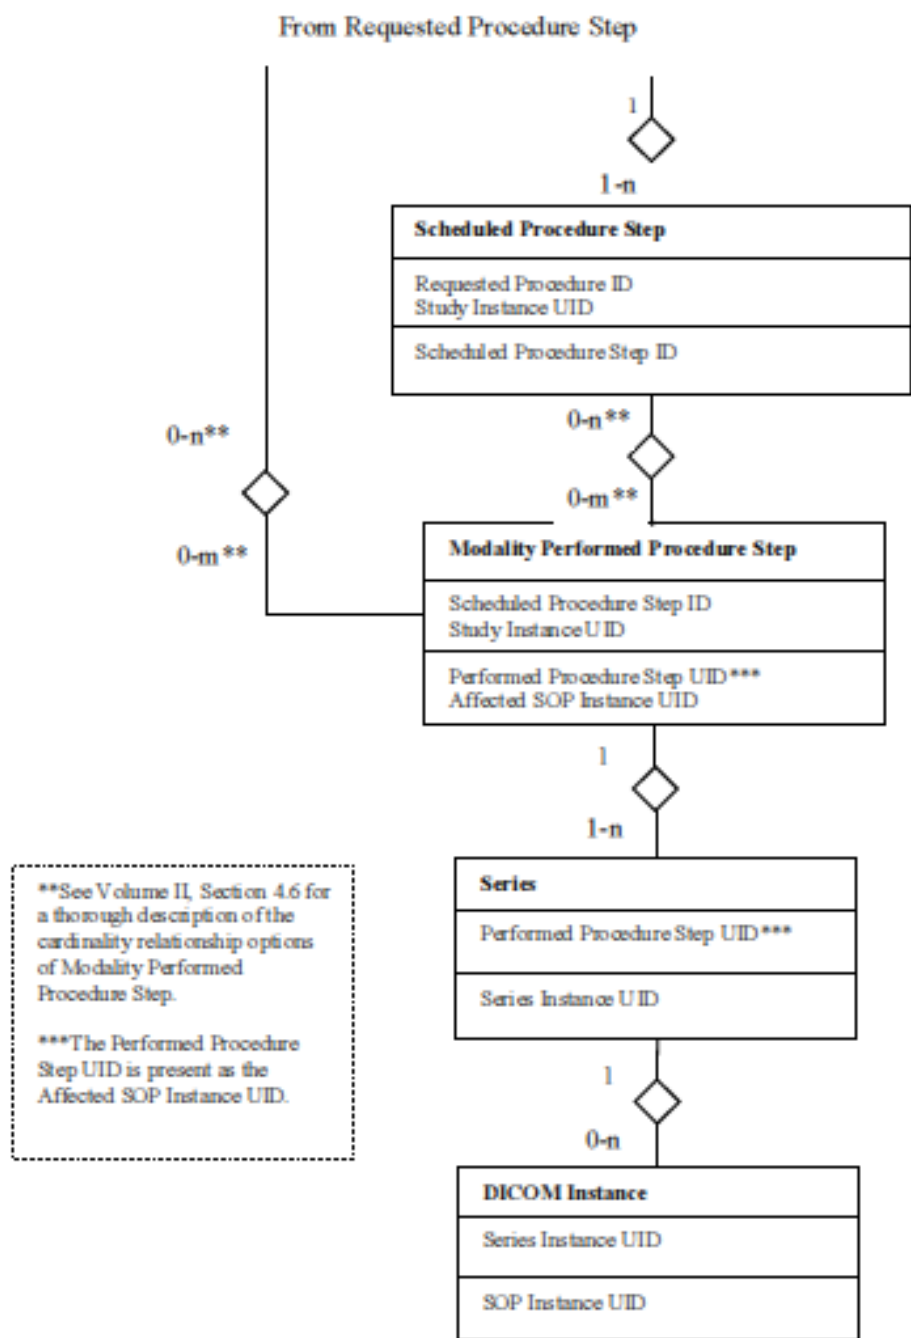 From Requested Procedure Step
1
1-n
Scheduled Procedure Step
Requested Procedure ID
Study Instance UID
Scheduled Procedure Step ID
0-n**
0-m**
0-n**
0-m**
Modality Performed Procedure Step
Scheduled Procedure Step ID
Study Instance UID
Performed Procedure Step UID***
Affected SOP Instance UID
1
1-n
Series
Performed Procedure Step UID***
Series Instance UID
**See Volume II, Section 4.6 for
a thorough description of the
cardinality relationship options
of Modality Performed
Procedure Step.
***The Performed Procedure
Step UID is present as the
Affected SOP Instance UID.
1
0-n
DICOM Instance
Series Instance UID
SOP Instance UID